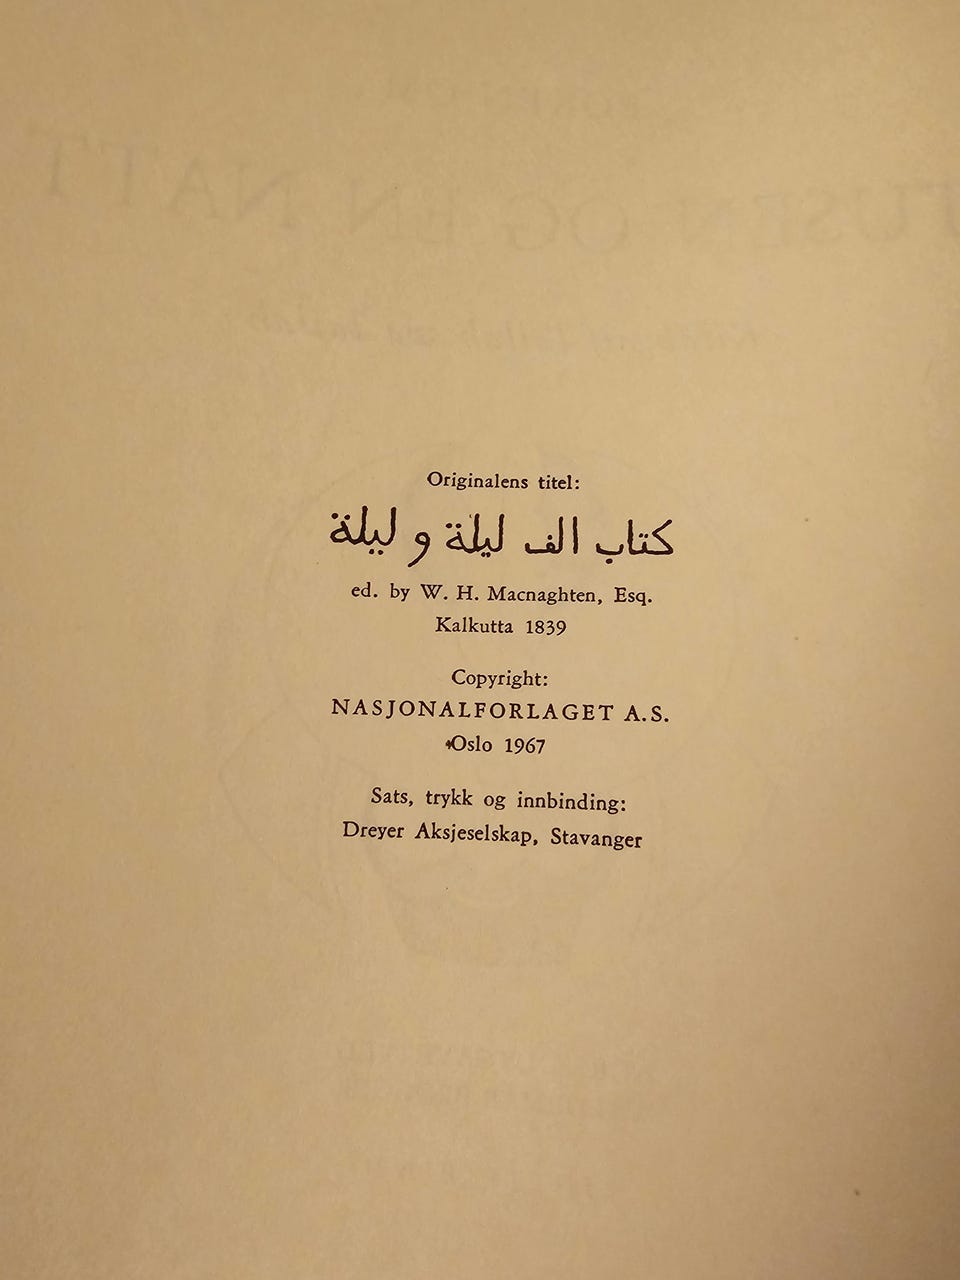 Originalens titel:
كتاب الف ليلة و ليلة
ed. by W. H. Macnaghten, Esq.
Kalkutta 1839
Copyright:
NASJONALFORLAGET A.S.
Oslo 1967
Sats, trykk og innbinding:
Dreyer Aksjeselskap, Stavanger